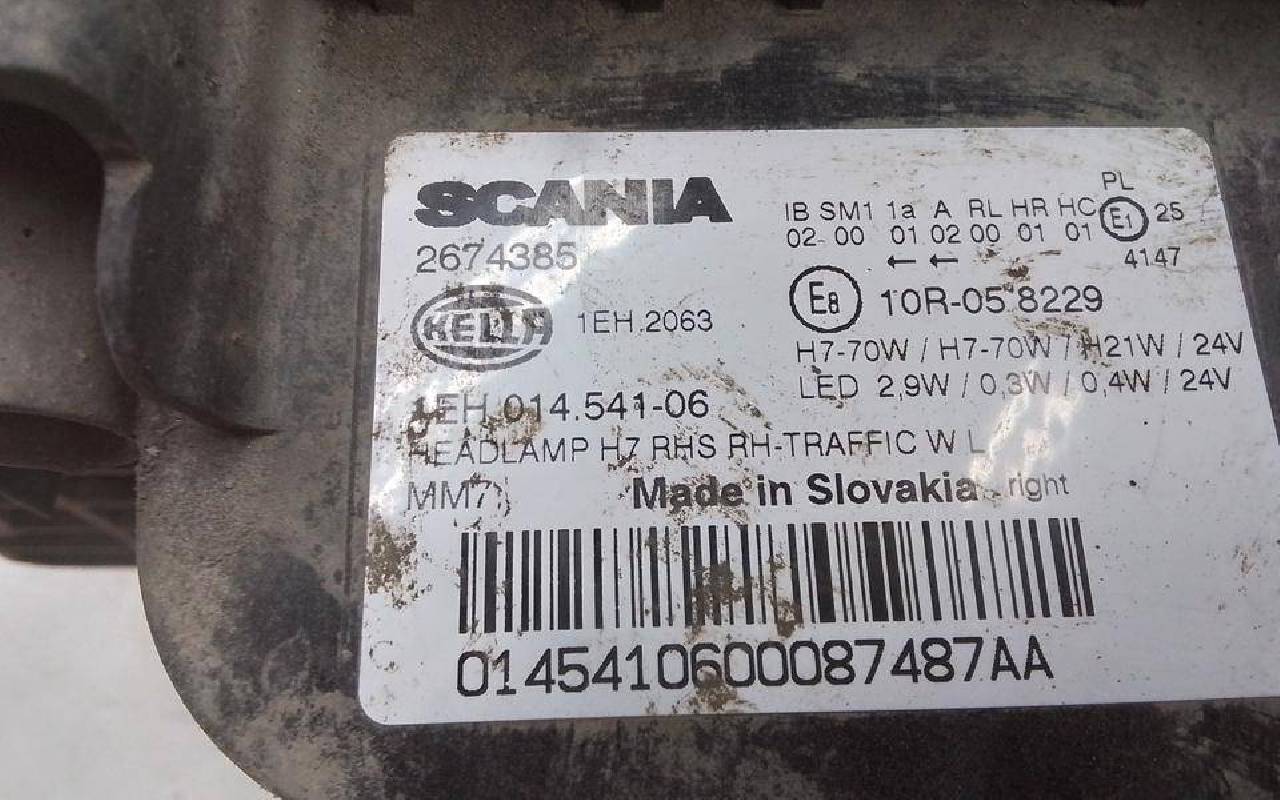 SCANIA
2674385
HELLA
1EH.2063
1EH.014.541-06
HEADLAMP H7 RHS RH-TRAFFIC W L
MM7)
Made in Slovakia right
0145410600087487AA
PL
IB SM1 1a A RL HR HC E1 25
02-00 01 02 00 01 01
←← 4147
E8 10R-05 8229
H7-70W / H7-70W / H21W / 24V
LED 2,9W / 0,3W / 0,4W / 24V